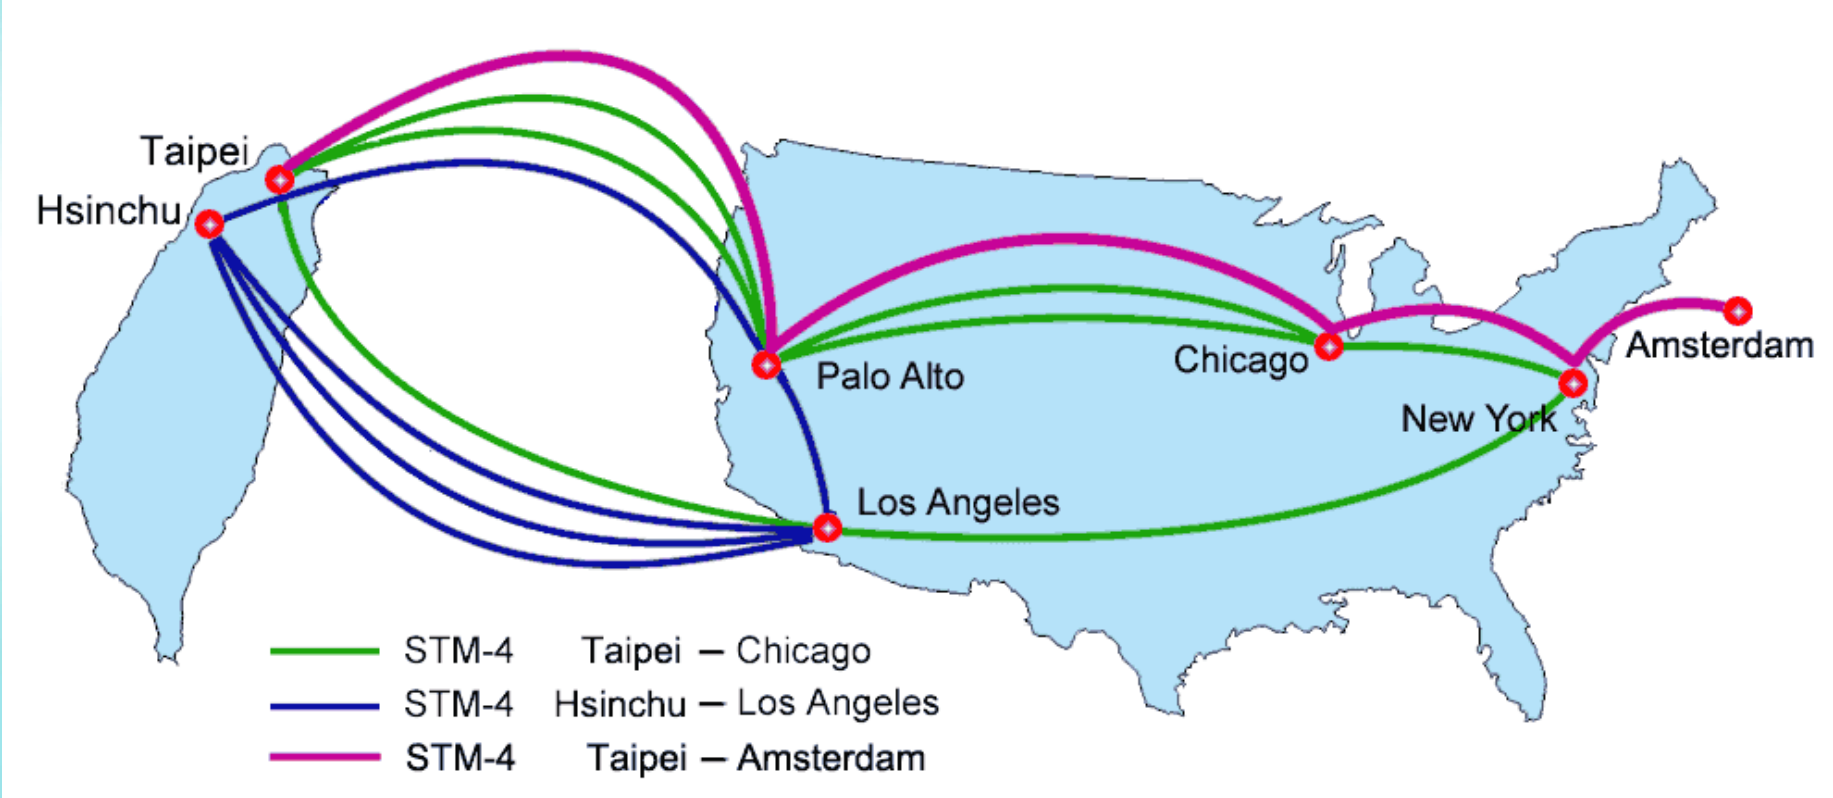 Taipei
Hsinchu
Palo Alto
Chicago
Amsterdam
New York
Los Angeles
STM-4 Taipei – Chicago
STM-4 Hsinchu – Los Angeles
STM-4 Taipei – Amsterdam